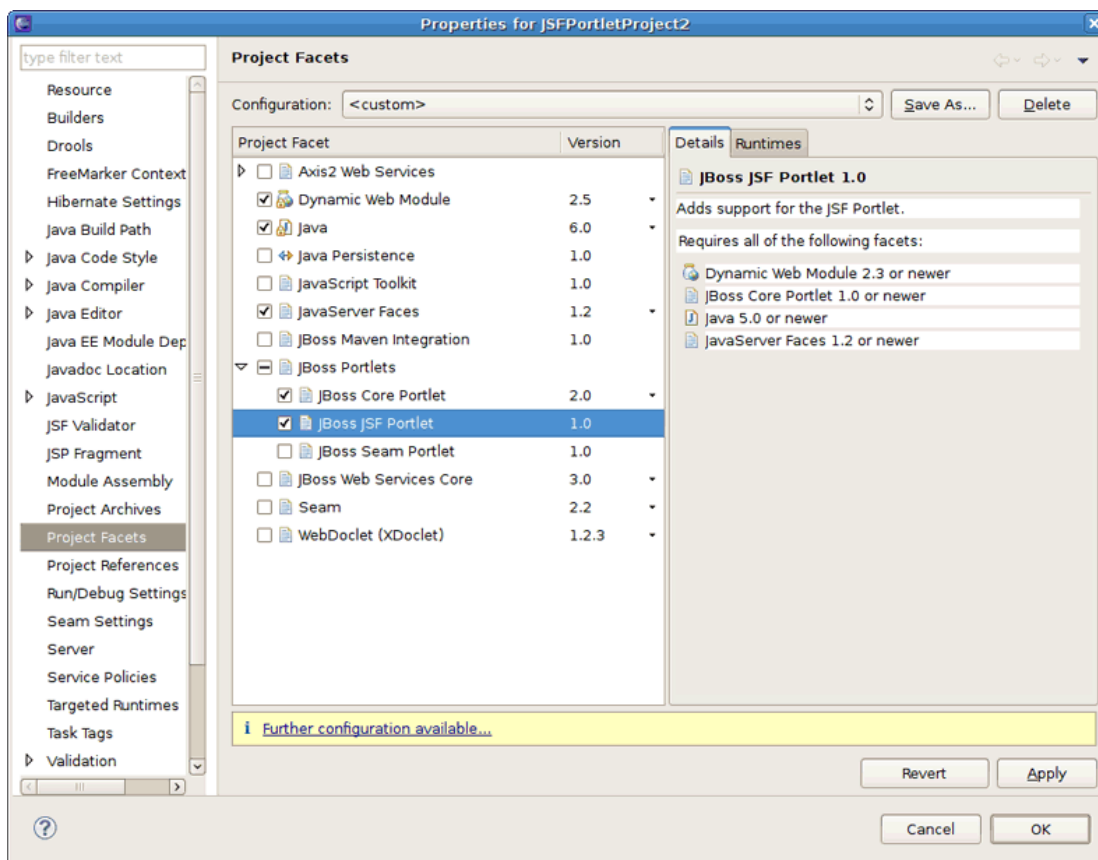 Properties for JSFPortletProject2
type filter text
Resource
Builders
Drools
FreeMarker Context
Hibernate Settings
Java Build Path
Java Code Style
Java Compiler
Java Editor
Java EE Module Dep
Javadoc Location
JavaScript
JSF Validator
JSP Fragment
Module Assembly
Project Archives
Project Facets
Project References
Run/Debug Settings
Seam Settings
Server
Service Policies
Targeted Runtimes
Task Tags
Validation
Project Facets
Configuration: <custom> Save As... Delete
Project Facet Version
Axis2 Web Services
Dynamic Web Module 2.5
Java 6.0
Java Persistence 1.0
JavaScript Toolkit 1.0
JavaServer Faces 1.2
JBoss Maven Integration 1.0
JBoss Portlets
JBoss Core Portlet 2.0
JBoss JSF Portlet 1.0
JBoss Seam Portlet 1.0
JBoss Web Services Core 3.0
Seam 2.2
WebDoclet (XDoclet) 1.2.3
Details Runtimes
JBoss JSF Portlet 1.0
Adds support for the JSF Portlet.
Requires all of the following facets:
Dynamic Web Module 2.3 or newer
JBoss Core Portlet 1.0 or newer
Java 5.0 or newer
JavaServer Faces 1.2 or newer
i Further configuration available...
Revert Apply
? Cancel OK